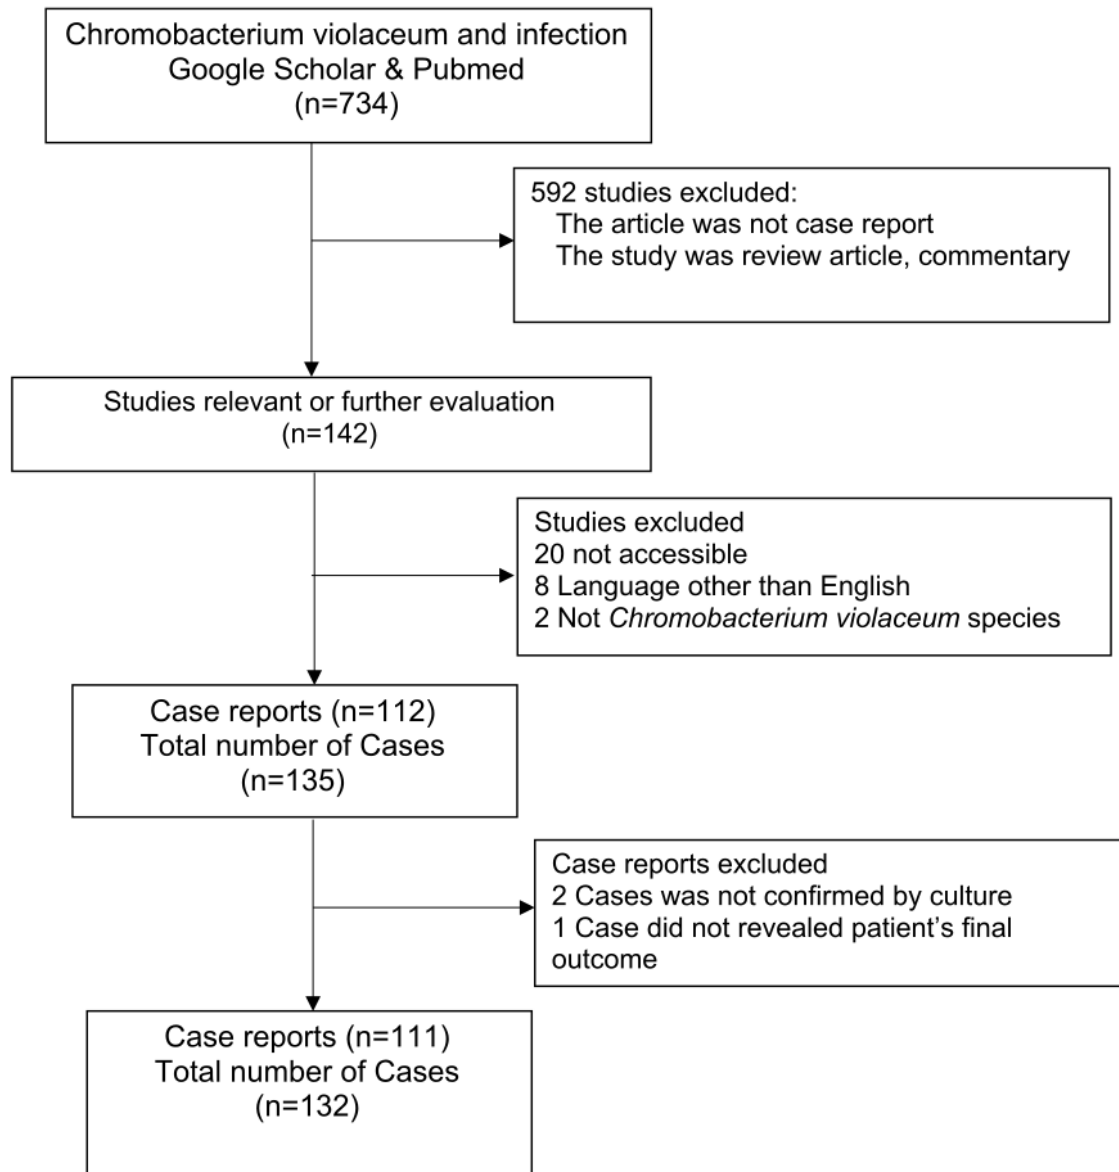 Chromobacterium violaceum and infection
Google Scholar & Pubmed
(n=734)
592 studies excluded:
The article was not case report
The study was review article, commentary
Studies relevant or further evaluation
(n=142)
Studies excluded
20 not accessible
8 Language other than English
2 Not Chromobacterium violaceum species
Case reports (n=112)
Total number of Cases
(n=135)
Case reports excluded
2 Cases was not confirmed by culture
1 Case did not revealed patient's final
outcome
Case reports (n=111)
Total number of Cases
(n=132)